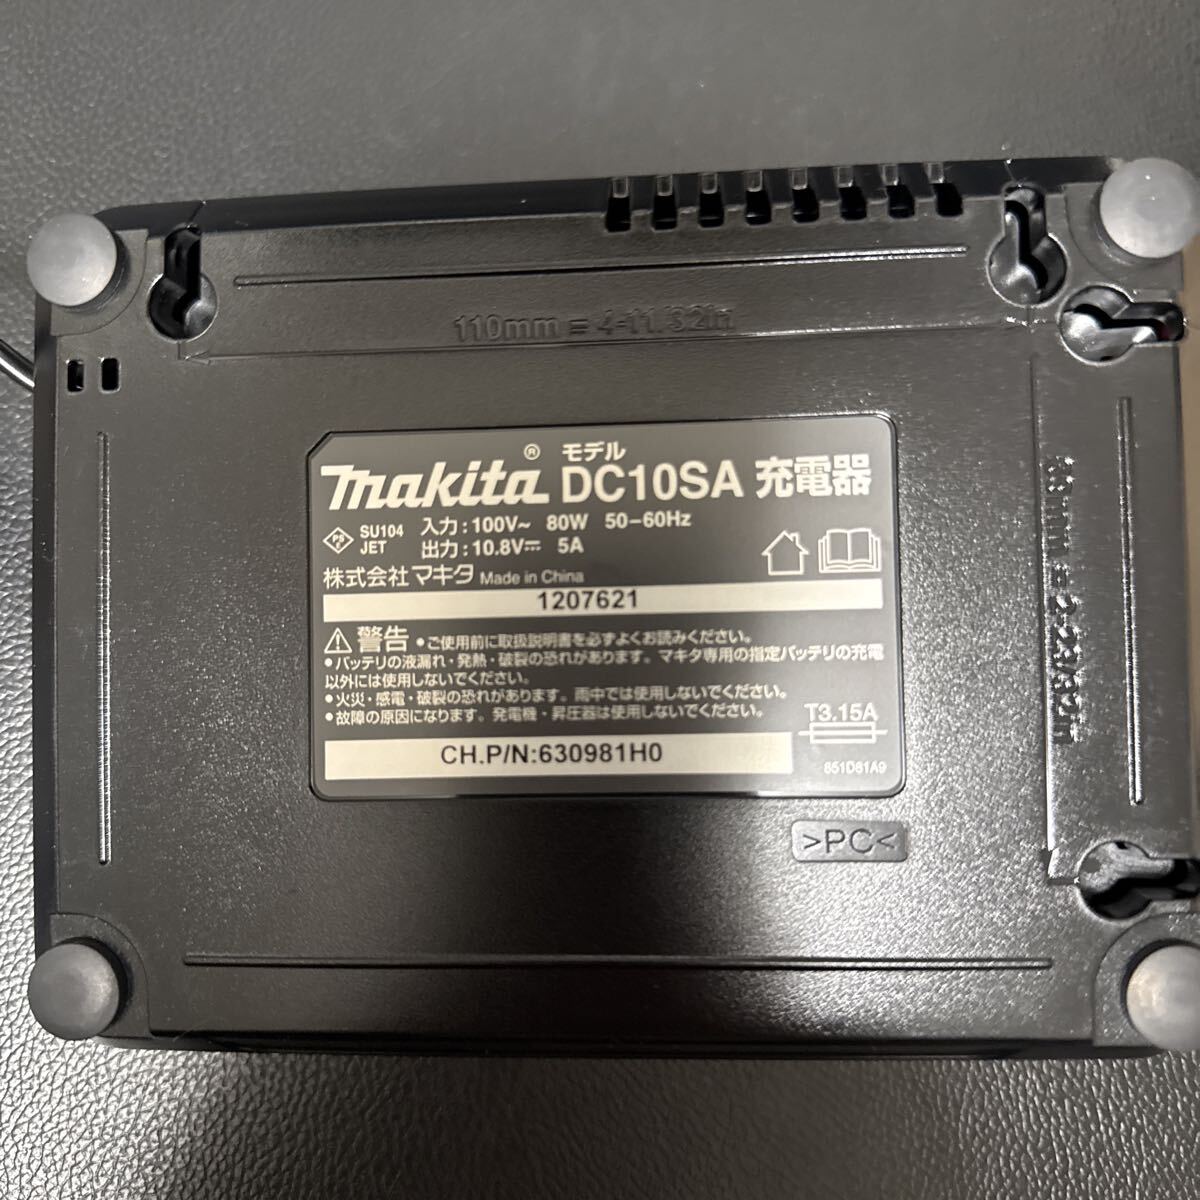 110mm = 4-11/32in
makita® モデル DC10SA 充電器
PS E SU104 JET
入力:100V~ 80W 50-60Hz
出力:10.8V⎓ 5A
株式会社マキタ Made in China
1207621
⚠警告 ●ご使用前に取扱説明書を必ずよくお読みください。
●バッテリの液漏れ・発熱・破裂の恐れがあります。マキタ専用の指定バッテリの充電
以外には使用しないでください。
●火災・感電・破裂の恐れがあります。雨中では使用しないでください。
●故障の原因になります。発電機・昇圧器は使用しないでください。
T3.15A
CH.P/N:630981H0
851D81A9
>PC<